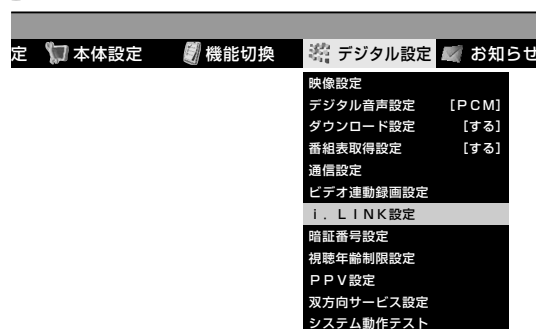 定 本体設定 機能切換 デジタル設定 お知らせ
映像設定
デジタル音声設定 [PCM]
ダウンロード設定 [する]
番組表取得設定 [する]
通信設定
ビデオ連動録画設定
i．LINK設定
暗証番号設定
視聴年齢制限設定
PPV設定
双方向サービス設定
システム動作テスト